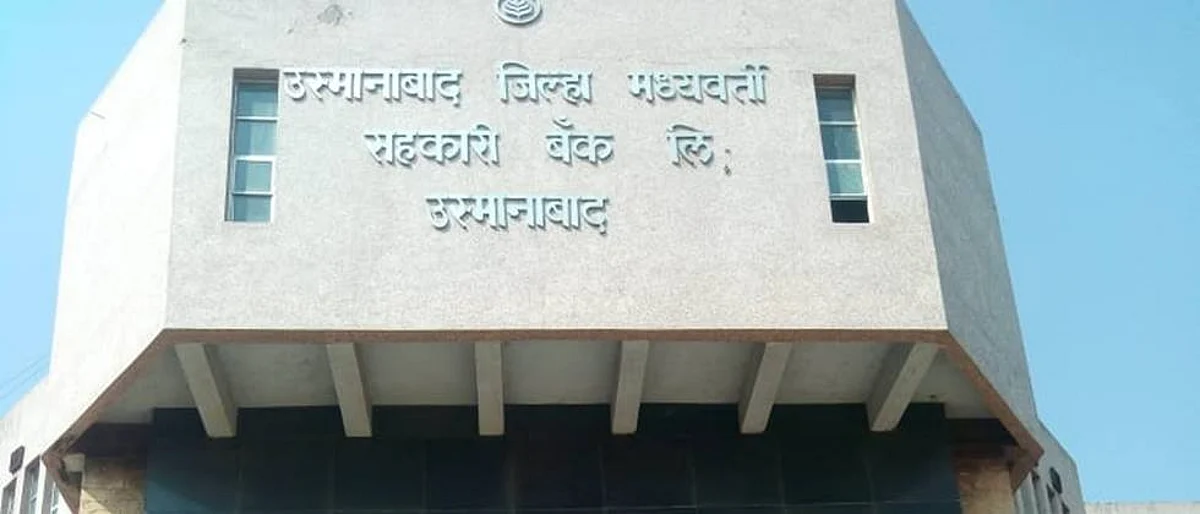 उस्मानाबाद जिल्हा मध्यवर्ती
सहकारी बँक लि;
उस्मानाबाद